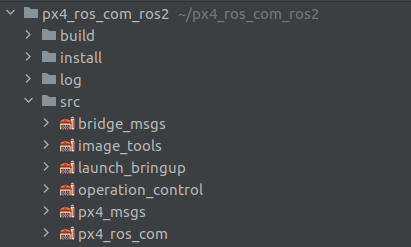 px4_ros_com_ros2 ~/px4_ros_com_ros2
build
install
log
src
bridge_msgs
image_tools
launch_bringup
operation_control
px4_msgs
px4_ros_com